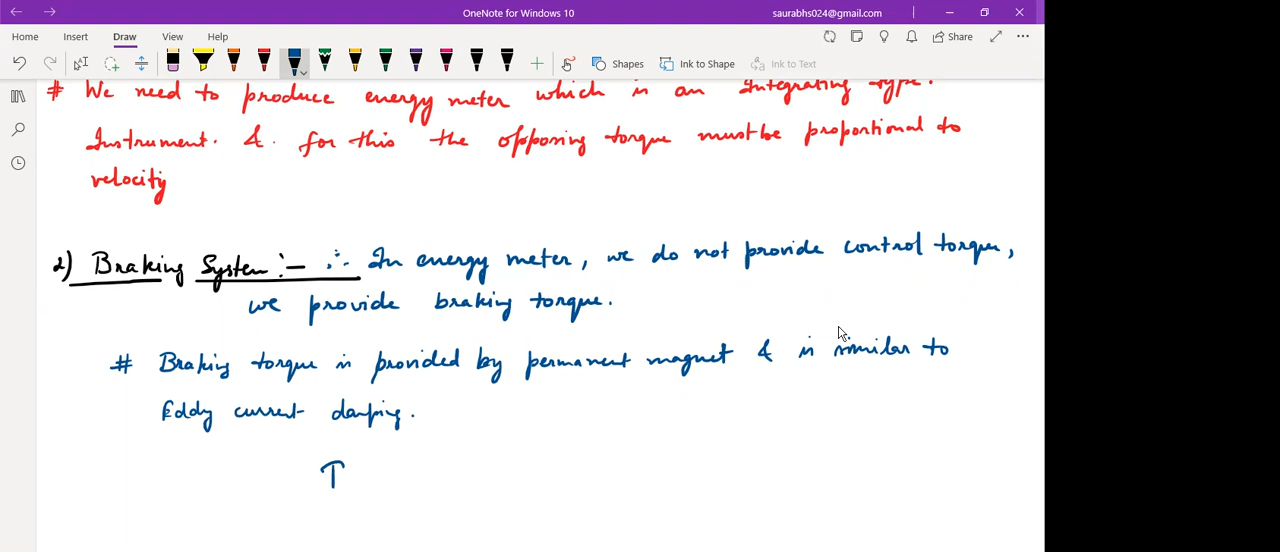 OneNote for Windows 10
saurabhs024@gmail.com
Home Insert Draw View Help
Share
Shapes Ink to Shape Ink to Text
# We need to produce energy meter which is an Integrating type.
Instrument. &. for this the opposing torque must be proportional to
velocity
2) Braking System :- ∴ In energy meter, we do not provide control torque,
we provide braking torque.
# Braking torque is provided by permanent magnet & is similar to
Eddy current damping.
T